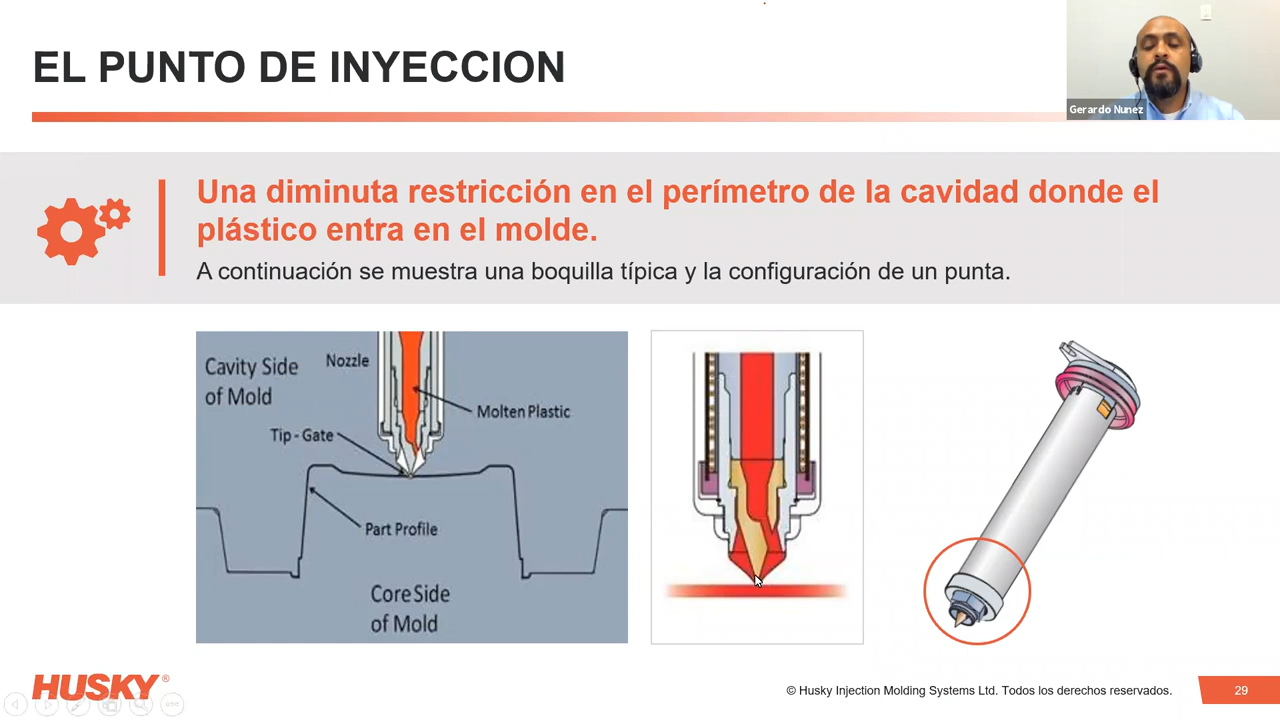 EL PUNTO DE INYECCION
Gerardo Nunez
Una diminuta restricción en el perímetro de la cavidad donde el
plástico entra en el molde.
A continuación se muestra una boquilla típica y la configuración de un punta.
Cavity Side
of Mold
Nozzle
Molten Plastic
Tip - Gate
Part Profile
Core Side
of Mold
HUSKY®
© Husky Injection Molding Systems Ltd. Todos los derechos reservados.
29